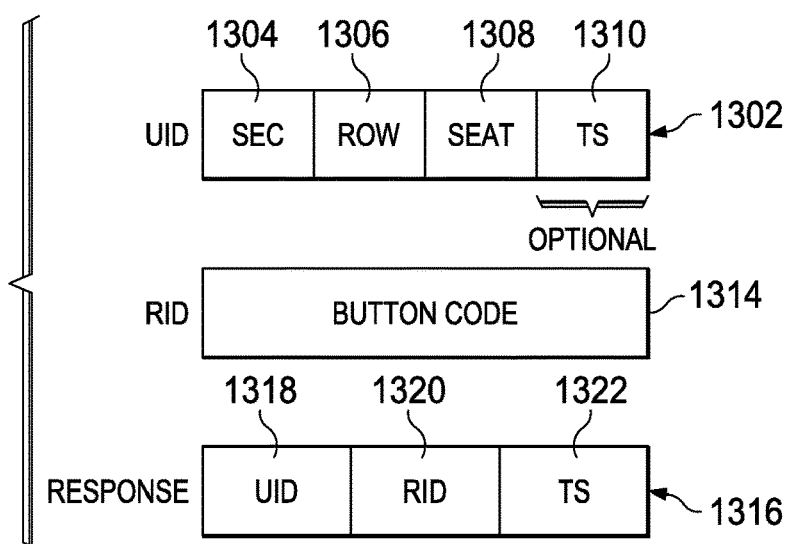 1304 1306 1308 1310
UID SEC ROW SEAT TS 1302
OPTIONAL
RID BUTTON CODE 1314
1318 1320 1322
RESPONSE UID RID TS 1316